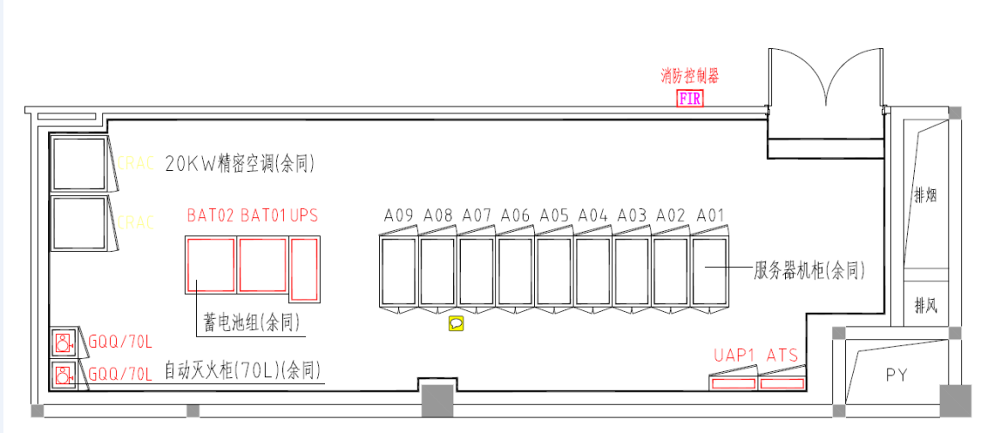 消防控制器
FIR
CRAC
20KW精密空调(余同)
排烟
CRAC
BAT02 BAT01 UPS
A09 A08 A07 A06 A05 A04 A03 A02 A01
服务器机柜(余同)
排风
蓄电池组(余同)
GQQ/70L
UAP1 ATS
GQQ/70L
自动灭火柜(70L)(余同)
PY